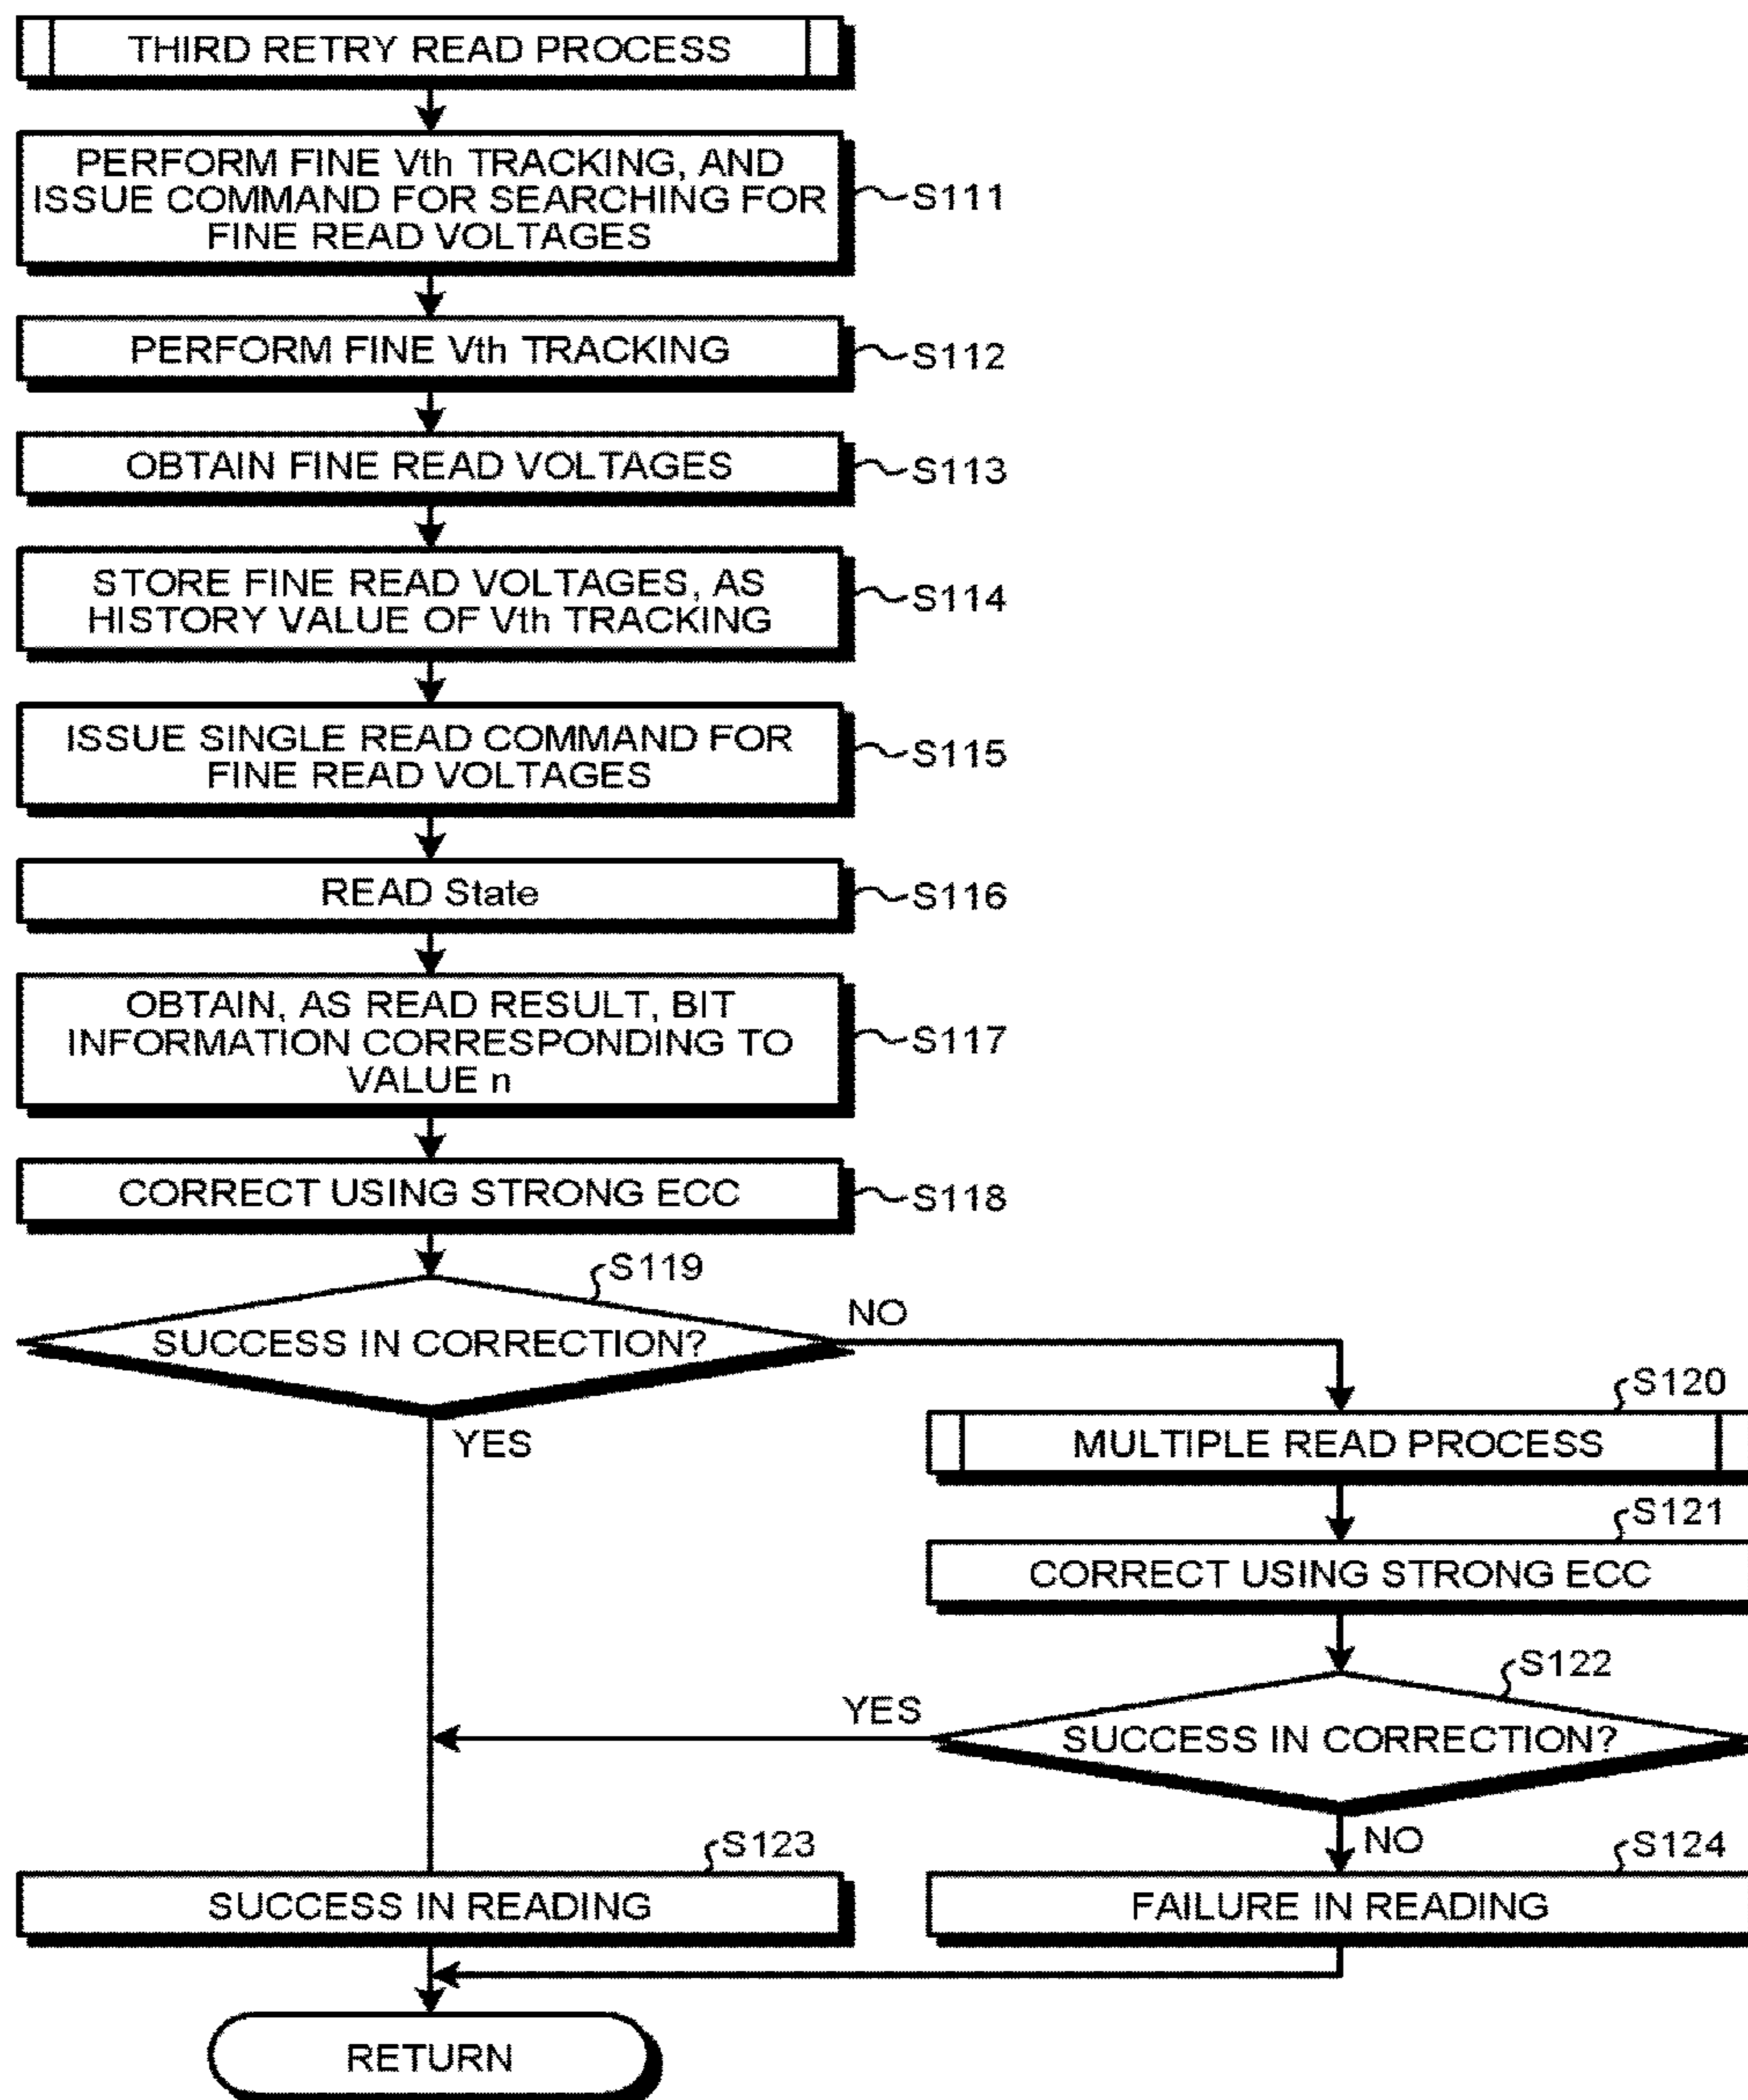 THIRD RETRY READ PROCESS
PERFORM FINE Vth TRACKING, AND
ISSUE COMMAND FOR SEARCHING FOR
FINE READ VOLTAGES
S111
PERFORM FINE Vth TRACKING
S112
OBTAIN FINE READ VOLTAGES
S113
STORE FINE READ VOLTAGES, AS
HISTORY VALUE OF Vth TRACKING
S114
ISSUE SINGLE READ COMMAND FOR
FINE READ VOLTAGES
S115
READ State
S116
OBTAIN, AS READ RESULT, BIT
INFORMATION CORRESPONDING TO
VALUE n
S117
CORRECT USING STRONG ECC
S118
S119
SUCCESS IN CORRECTION?
NO
YES
S120
MULTIPLE READ PROCESS
S121
CORRECT USING STRONG ECC
S122
SUCCESS IN CORRECTION?
YES
NO
S123
SUCCESS IN READING
S124
FAILURE IN READING
RETURN